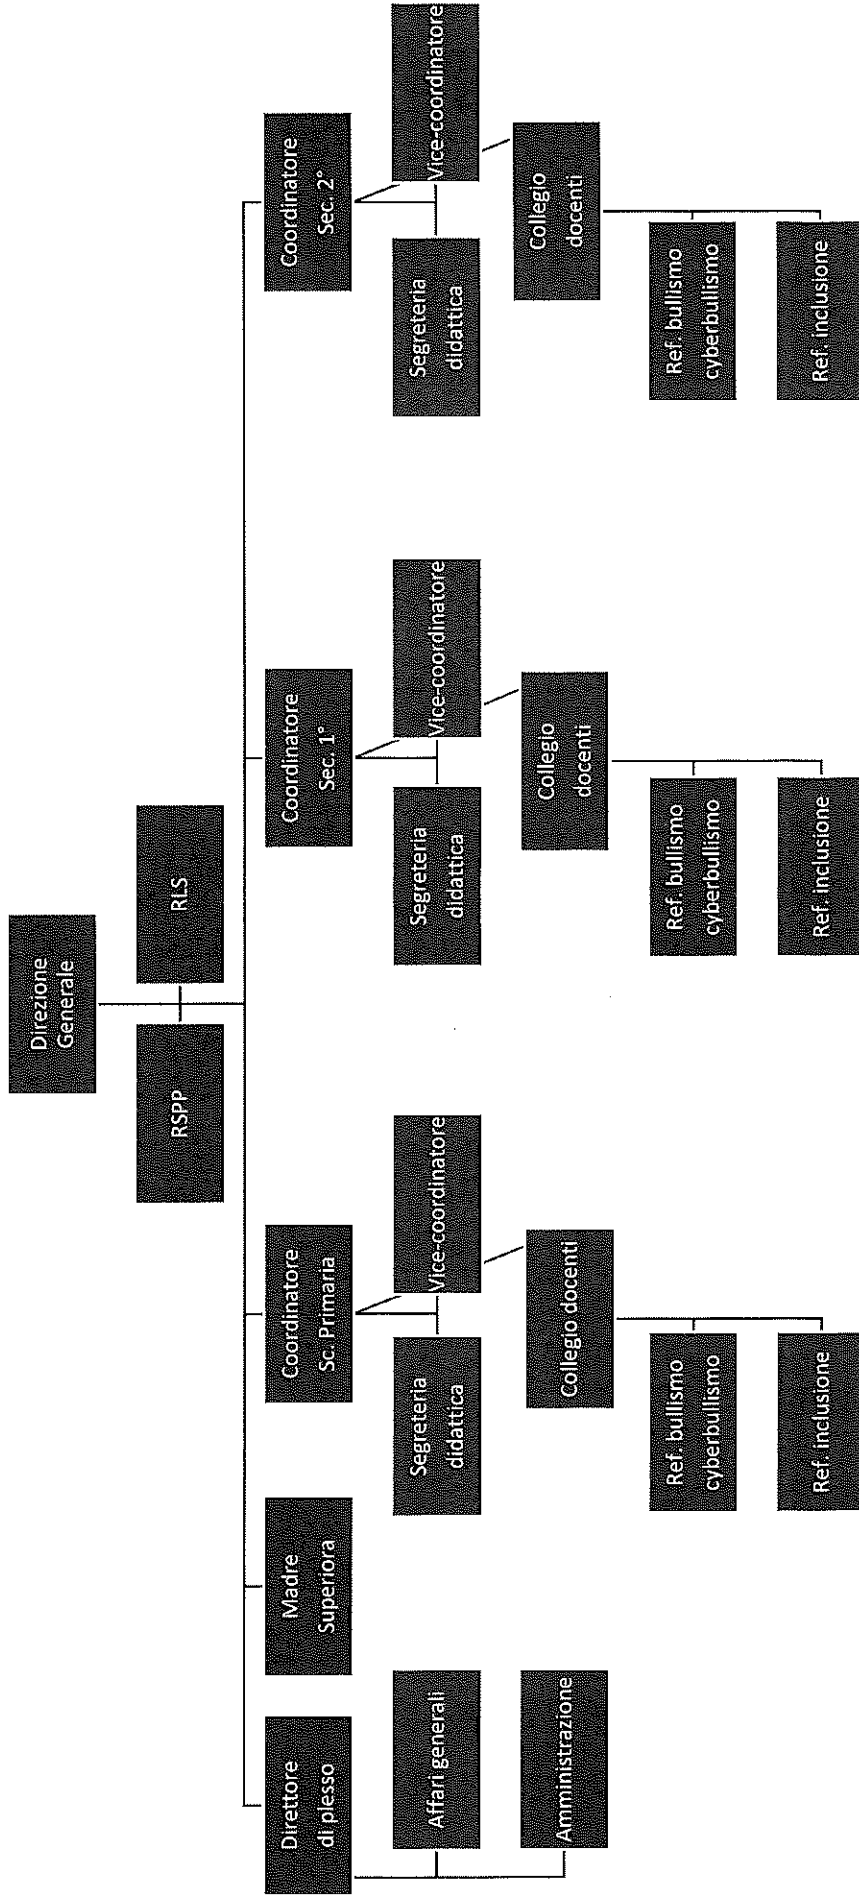 Direzione
Generale
RSPP
RLS
Direttore
di plesso
Madre
Superiora
Coordinatore
Sc. Primaria
Coordinatore
Sec. 1°
Coordinatore
Sec. 2°
Affari generali
Amministrazione
Segreteria
didattica
Vice-coordinatore
Collegio docenti
Ref. bullismo
cyberbullismo
Ref. inclusione
Segreteria
didattica
Vice-coordinatore
Collegio
docenti
Ref. bullismo
cyberbullismo
Ref. inclusione
Segreteria
didattica
Vice-coordinatore
Collegio
docenti
Ref. bullismo
cyberbullismo
Ref. inclusione